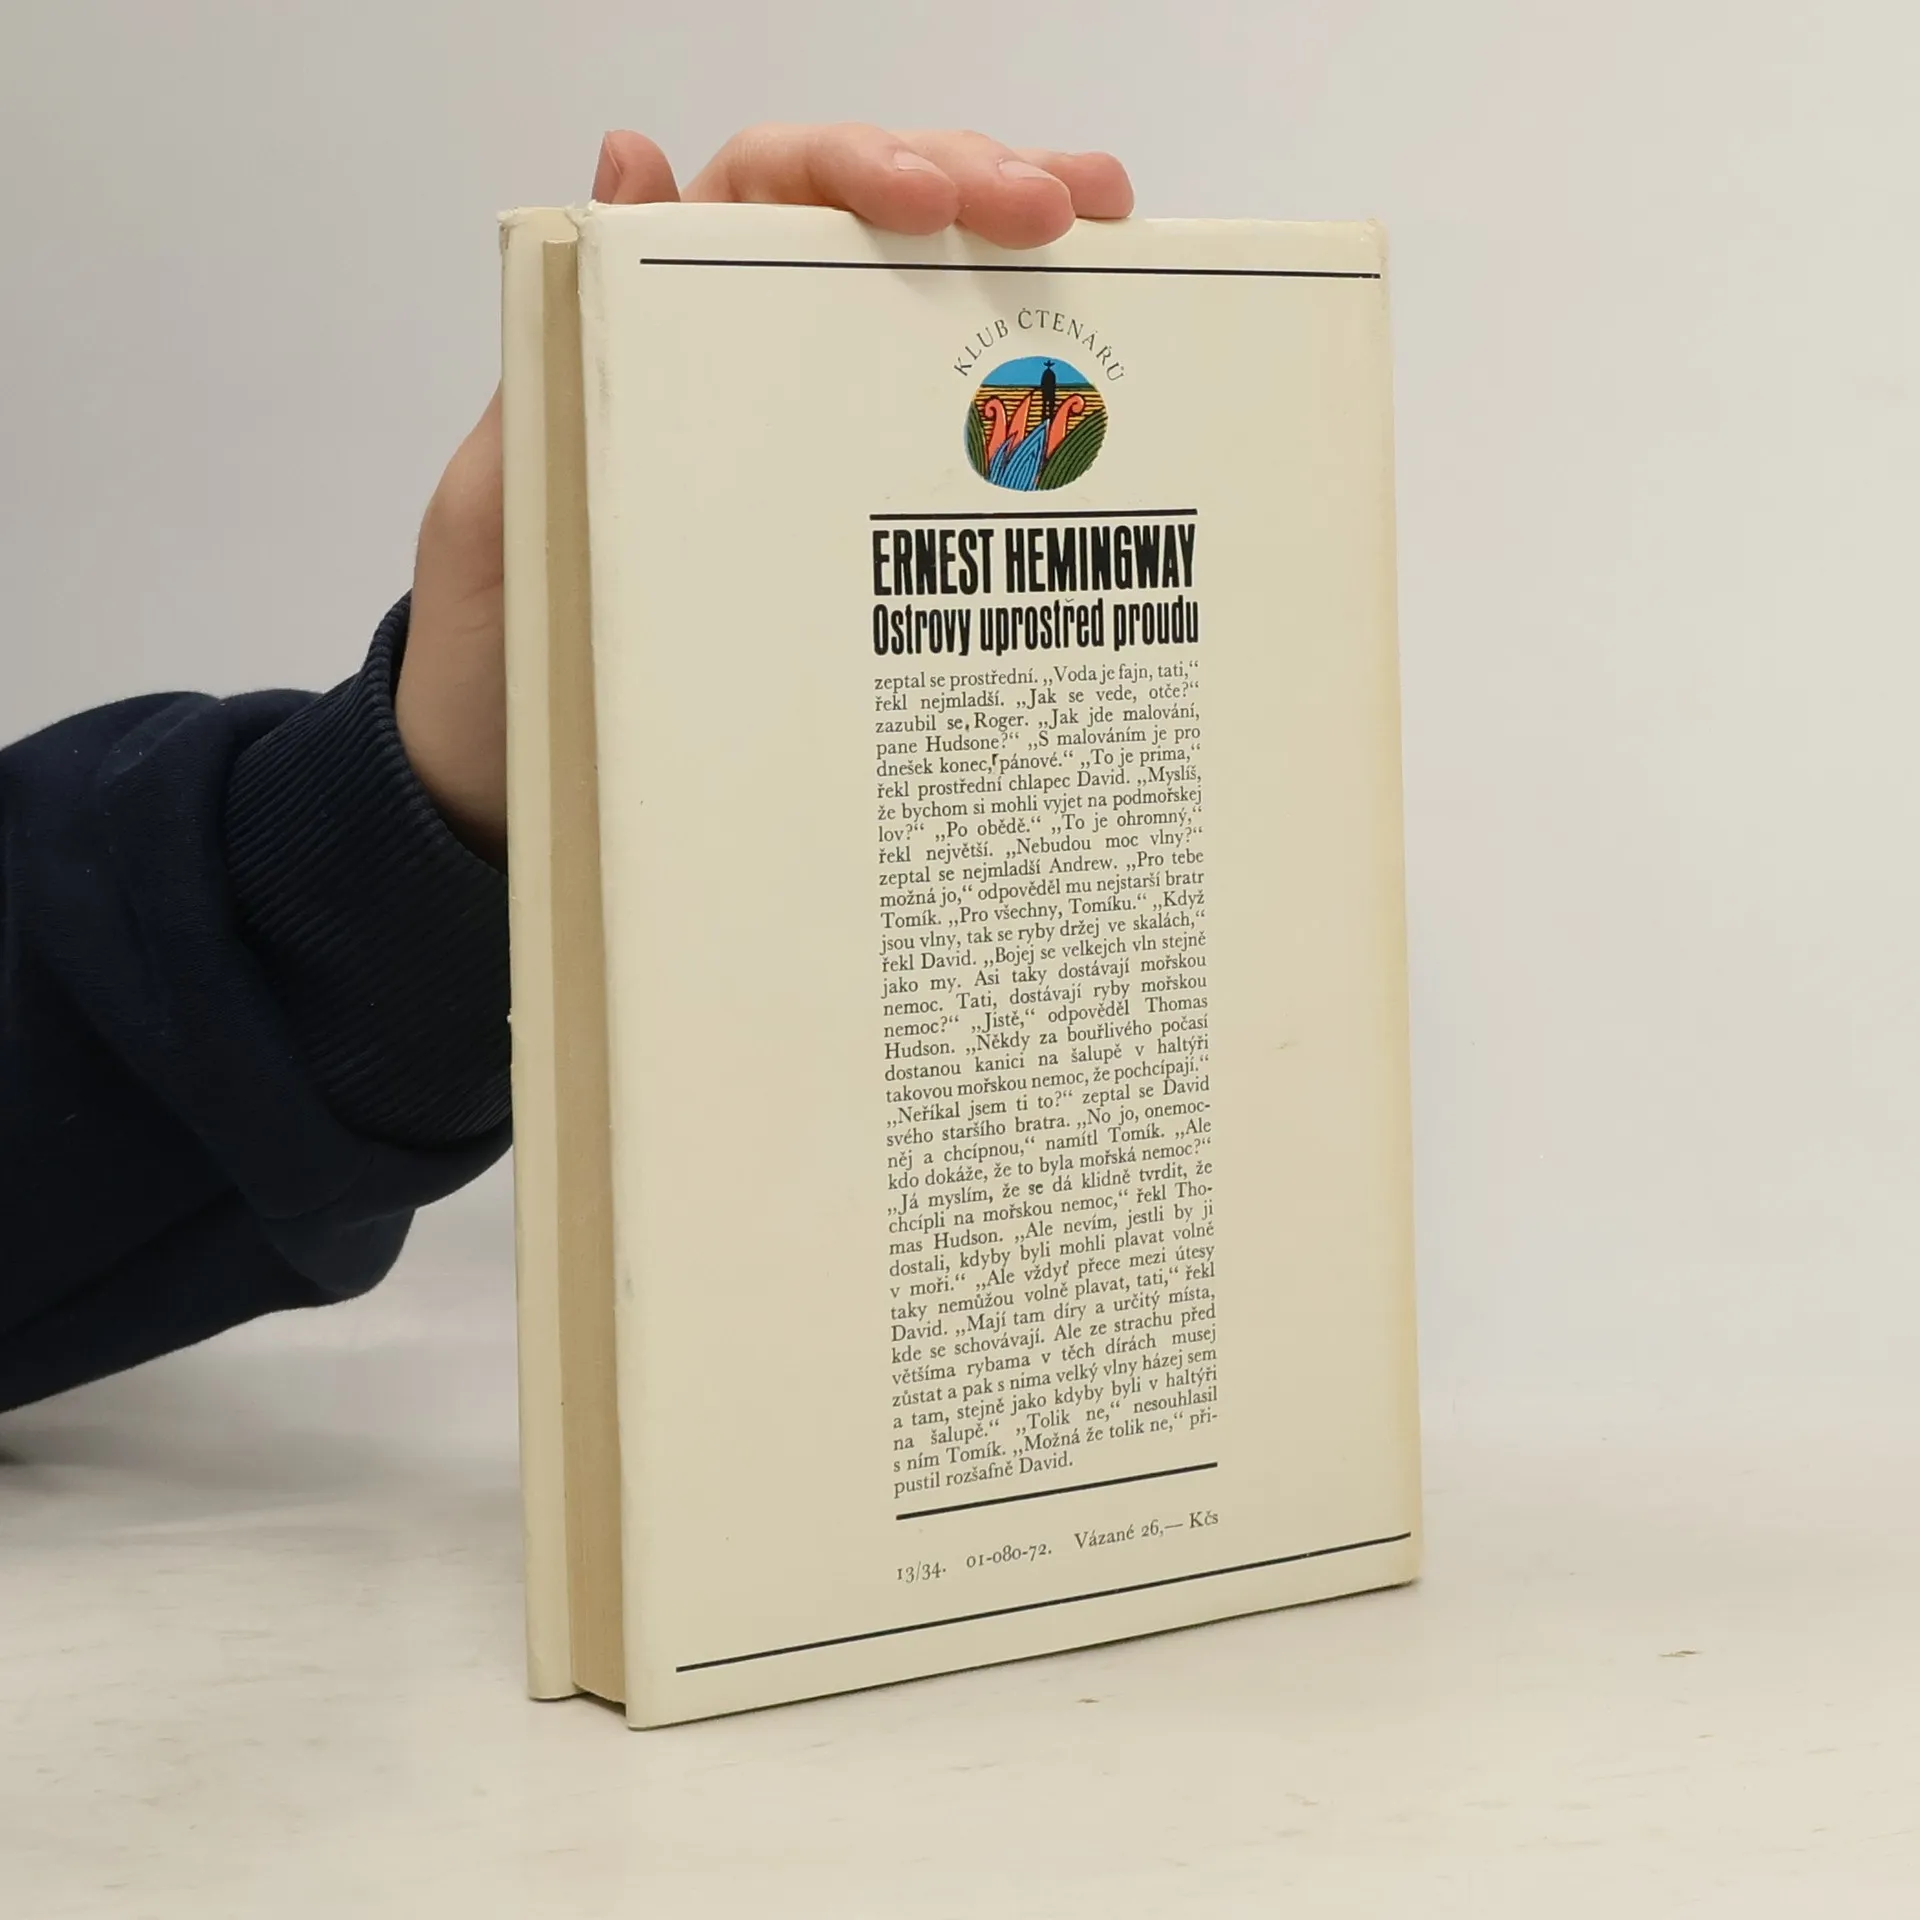 KLUB ČTENÁŘŮ
ERNEST HEMINGWAY
Ostrovy uprostřed proudu
zeptal se prostřední. „Voda je fajn, tati,“
řekl nejmladší. „Jak se vede, otče?“
zazubil se Roger. „Jak jde malování,
pane Hudsone?“ „S malováním je pro
dnešek konec, pánové.“ „To je prima,“
řekl prostřední chlapec David. „Myslíš,
že bychom si mohli vyjet na podmořskej
lov?“ „Po obědě.“ „To je ohromný,“
řekl největší. „Nebudou moc vlny?“
zeptal se nejmladší Andrew. „Pro tebe
možná jo,“ odpověděl mu nejstarší bratr
Tomík. „Pro všechny, Tomíku.“ „Když
jsou vlny, tak se ryby držej ve skalách,“
řekl David. „Bojej se velkejch vln stejně
jako my. Asi taky dostávají mořskou
nemoc. Tati, dostávají ryby mořskou
nemoc?“ „Jistě,“ odpověděl Thomas
Hudson. „Někdy za bouřlivého počasí
dostanou kanici na šalupě v haltýři
takovou mořskou nemoc, že pochcípají.“
„Neříkal jsem ti to?“ zeptal se David
svého staršího bratra. „No jo, onemoc-
něj a chcípnou,“ namítl Tomík. „Ale
kdo dokáže, že to byla mořská nemoc?“
„Já myslím, že se dá klidně tvrdit, že
chcípli na mořskou nemoc,“ řekl Tho-
mas Hudson. „Ale nevím, jestli by ji
dostali, kdyby byli mohli plavat volně
v moři.“ „Ale vždyť přece mezi útesy
taky nemůžou volně plavat, tati,“ řekl
David. „Mají tam díry a určitý místa,
kde se schovávají. Ale ze strachu před
většíma rybama v těch dírách musej
zůstat a pak s nima velký vlny házej sem
a tam, stejně jako kdyby byli v haltýři
na šalupě.“ „Tolik ne,“ nesouhlasil
s ním Tomík. „Možná že tolik ne,“ při-
pustil rozšafně David.
13/34. 01-080-72. Vázané 26,— Kčs